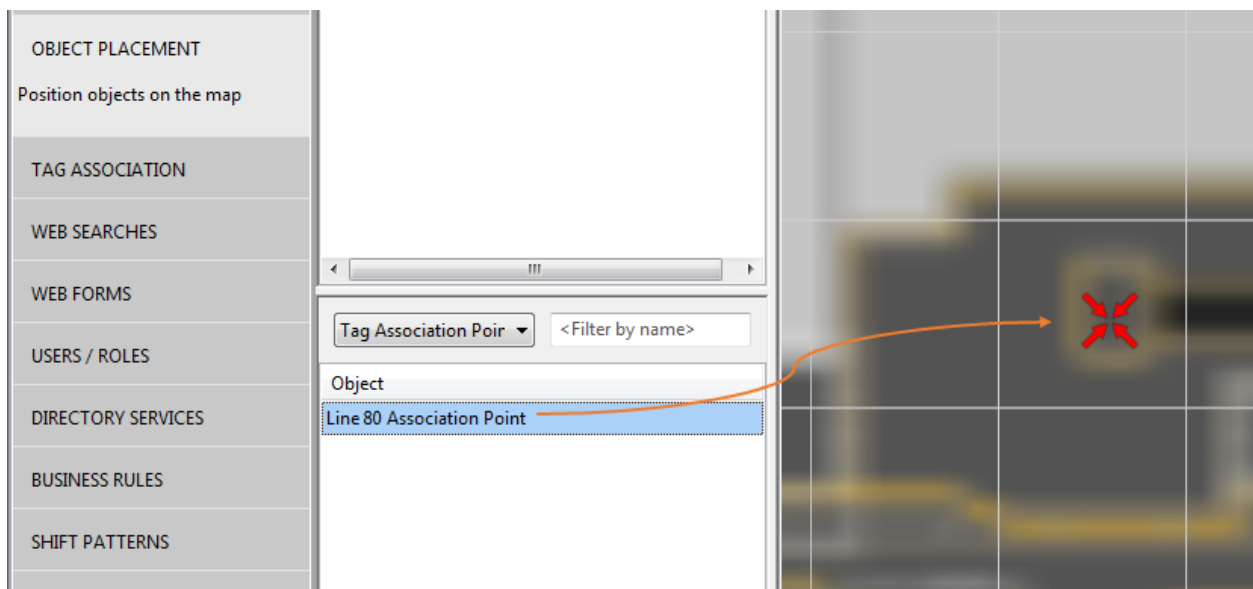 OBJECT PLACEMENT
Position objects on the map
TAG ASSOCIATION
WEB SEARCHES
WEB FORMS
USERS / ROLES
DIRECTORY SERVICES
BUSINESS RULES
SHIFT PATTERNS
Tag Association Poir
<Filter by name>
Object
Line 80 Association Point